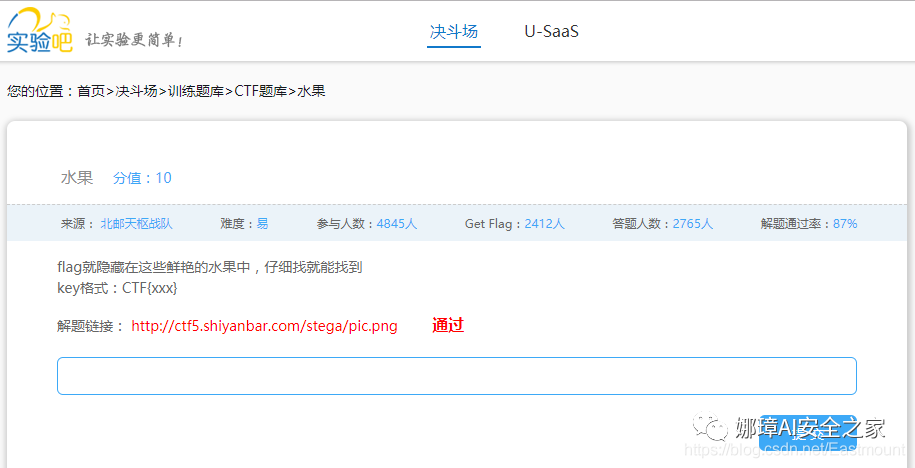 实验吧 让实验更简单!
决斗场 U-SaaS
您的位置：首页>决斗场>训练题库>CTF题库>水果
水果 分值：10
来源： 北邮天枢战队 难度：易 参与人数：4845人 Get Flag：2412人 答题人数：2765人 解题通过率：87%
flag就隐藏在这些鲜艳的水果中，仔细找就能找到
key格式：CTF{xxx}
解题链接： http://ctf5.shiyanbar.com/stega/pic.png 通过
娜璋AI安全之家
https://blog.csdn.net/Eastmount